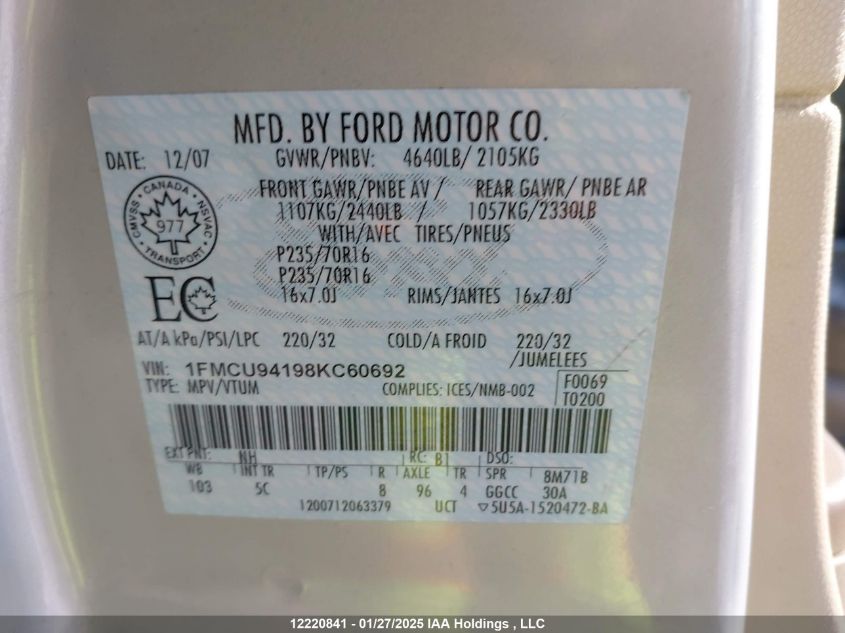 MFD. BY FORD MOTOR CO.
DATE: 12/07 GVWR/PNBV: 4640LB/ 2105KG
FRONT GAWR/PNBE AV / REAR GAWR/ PNBE AR
1107KG/2440LB / 1057KG/2330LB
WITH/AVEC TIRES/PNEUS
P235/70R16
P235/70R16
16x7.0J RIMS/JANTES 16x7.0J
CMVSS · CANADA · NSVAC
977
TRANSPORT
EC
AT/A kPa/PSI/LPC 220/32 COLD/A FROID 220/32
/JUMELEES
VIN: 1FMCU94198KC60692
TYPE: MPV/VTUM COMPLIES: ICES/NMB-002
F0069
T0200
EXT PNT: NH RC: B1 DSO:
WB INT TR TP/PS R AXLE TR SPR 8M71B
103 5C 8 96 4 GGCC 30A
1200712063379 UCT ▽5U5A-1520472-BA
12220841 - 01/27/2025 IAA Holdings , LLC